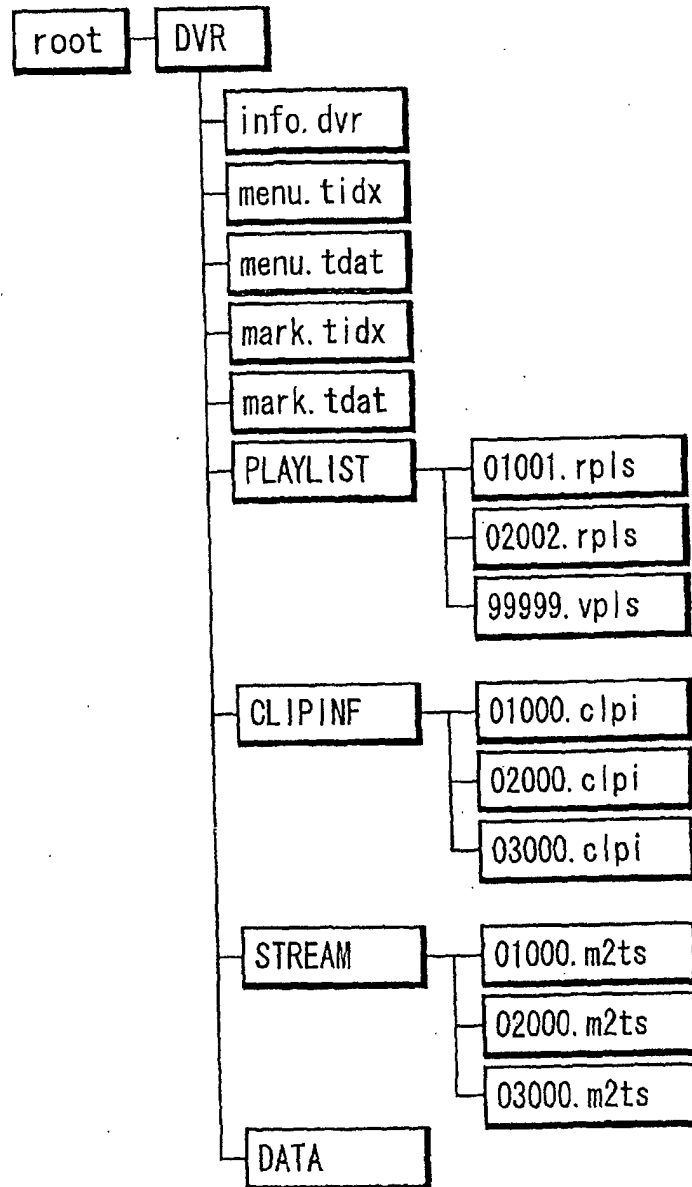 root
DVR
info.dvr
menu.tidx
menu.tdat
mark.tidx
mark.tdat
PLAYLIST
01001.rpls
02002.rpls
99999.vpls
CLIPINF
01000.clpi
02000.clpi
03000.clpi
STREAM
01000.m2ts
02000.m2ts
03000.m2ts
DATA